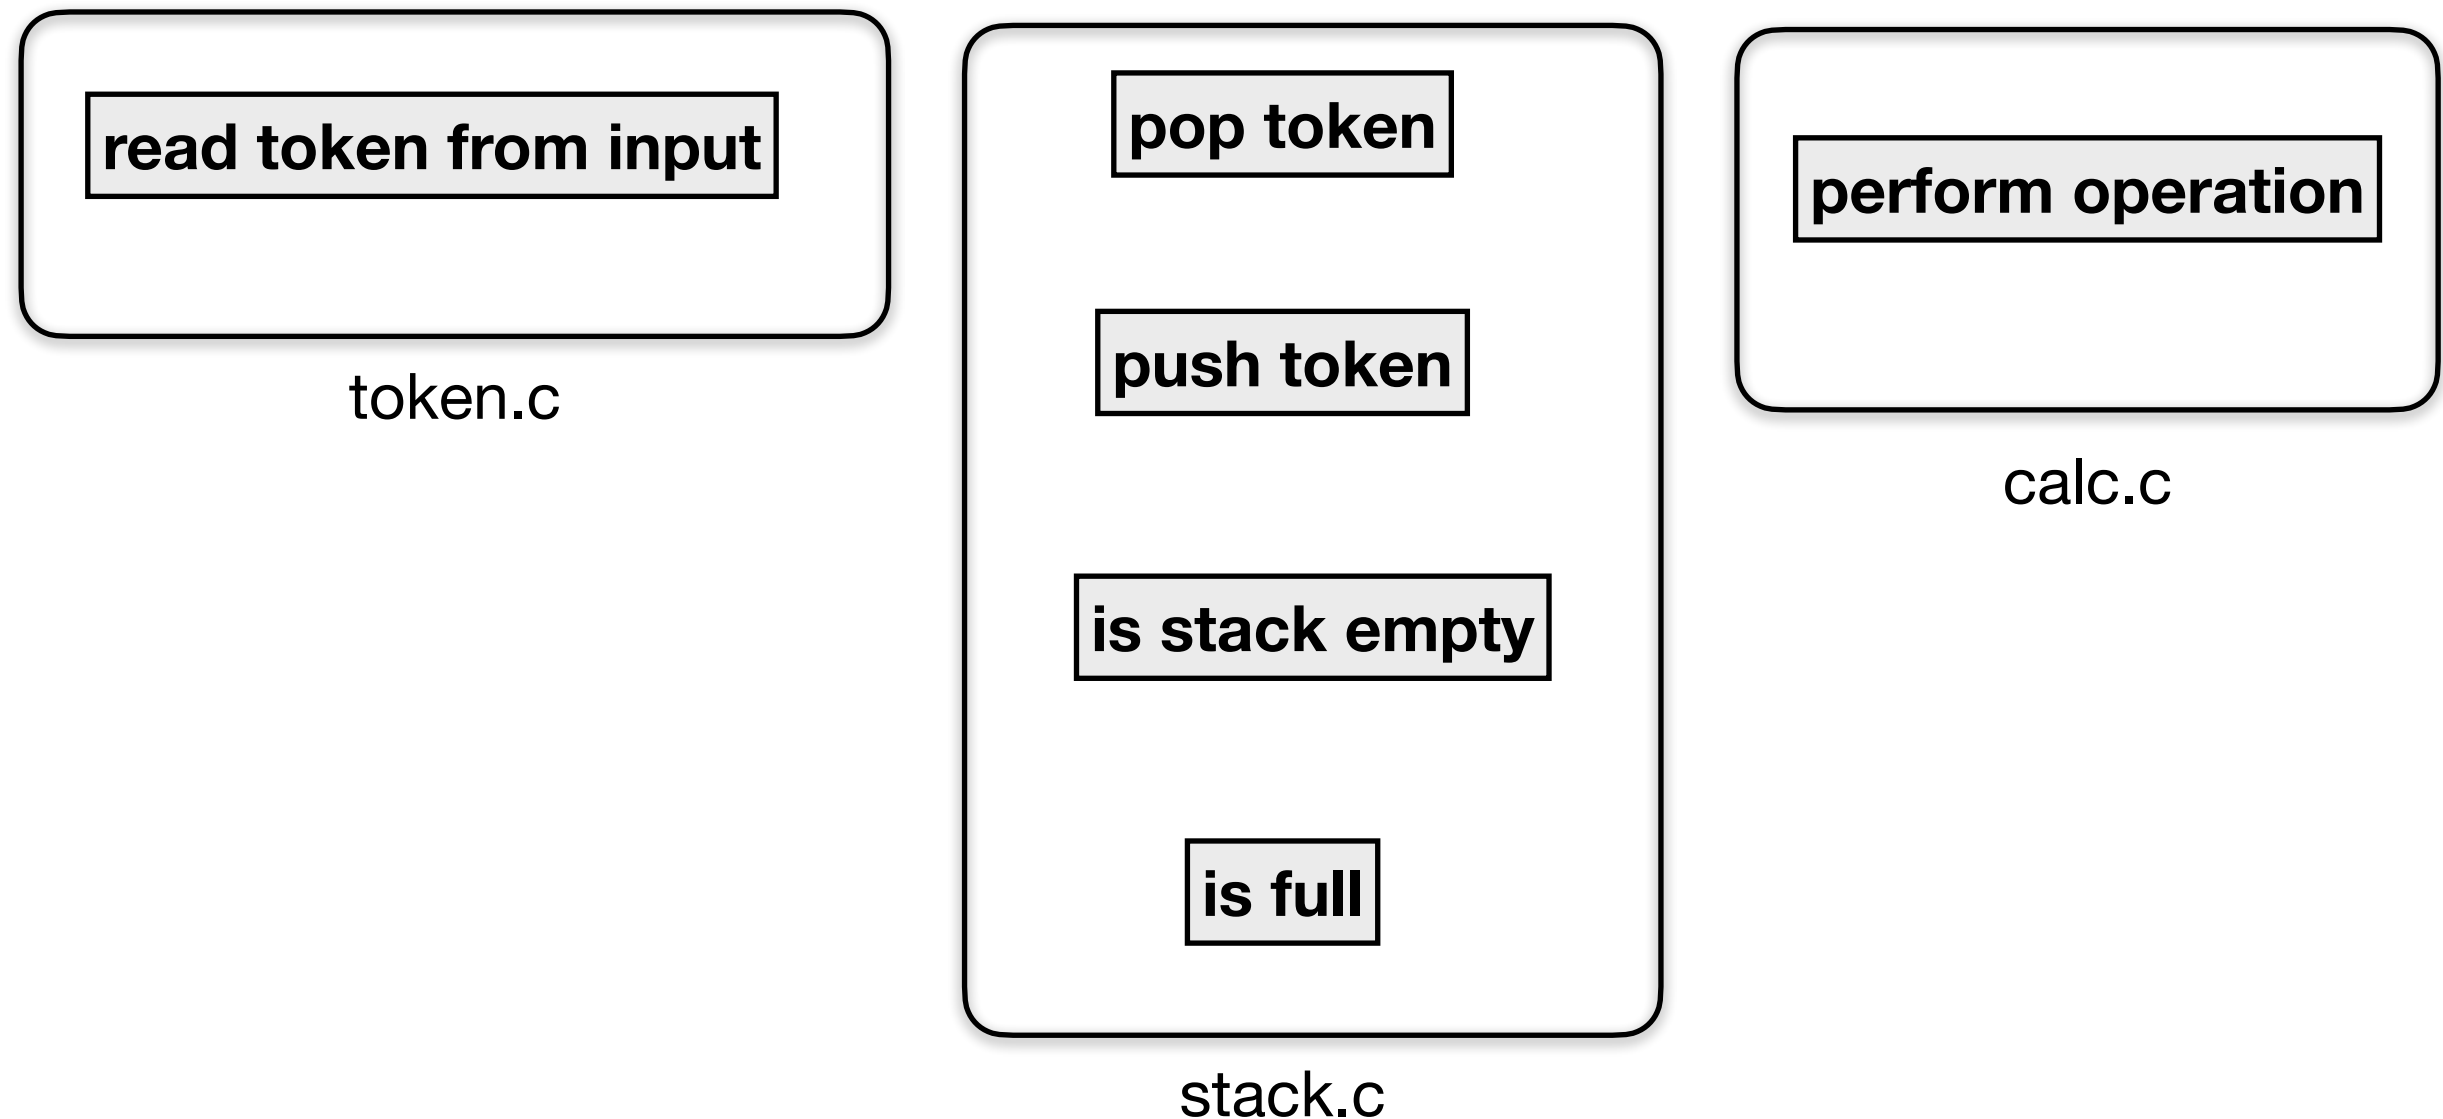 read token from input
token.c
pop token
push token
is stack empty
is full
stack.c
perform operation
calc.c